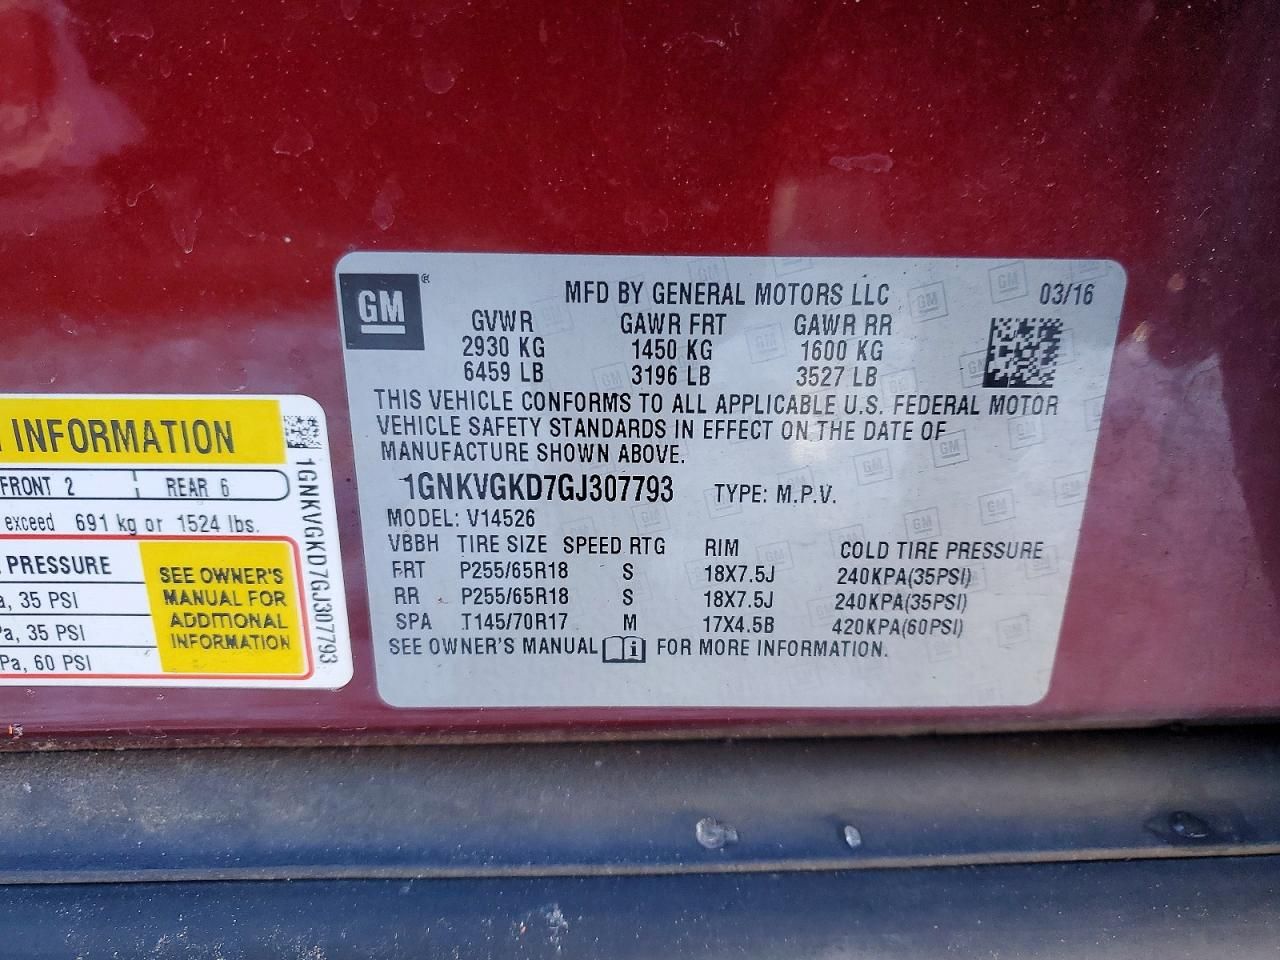 GM ®
MFD BY GENERAL MOTORS LLC
03/16
GVWR GAWR FRT GAWR RR
2930 KG 1450 KG 1600 KG
6459 LB 3196 LB 3527 LB
THIS VEHICLE CONFORMS TO ALL APPLICABLE U.S. FEDERAL MOTOR
VEHICLE SAFETY STANDARDS IN EFFECT ON THE DATE OF
MANUFACTURE SHOWN ABOVE.
1GNKVGKD7GJ307793 TYPE: M.P.V.
MODEL: V14526
VBBH TIRE SIZE SPEED RTG RIM COLD TIRE PRESSURE
FRT P255/65R18 S 18X7.5J 240KPA(35PSI)
RR P255/65R18 S 18X7.5J 240KPA(35PSI)
SPA T145/70R17 M 17X4.5B 420KPA(60PSI)
SEE OWNER'S MANUAL FOR MORE INFORMATION.
INFORMATION
FRONT 2 REAR 6
exceed 691 kg or 1524 lbs.
PRESSURE
a, 35 PSI
Pa, 35 PSI
Pa, 60 PSI
SEE OWNER'S
MANUAL FOR
ADDITIONAL
INFORMATION
1GNKVGKD7GJ307793